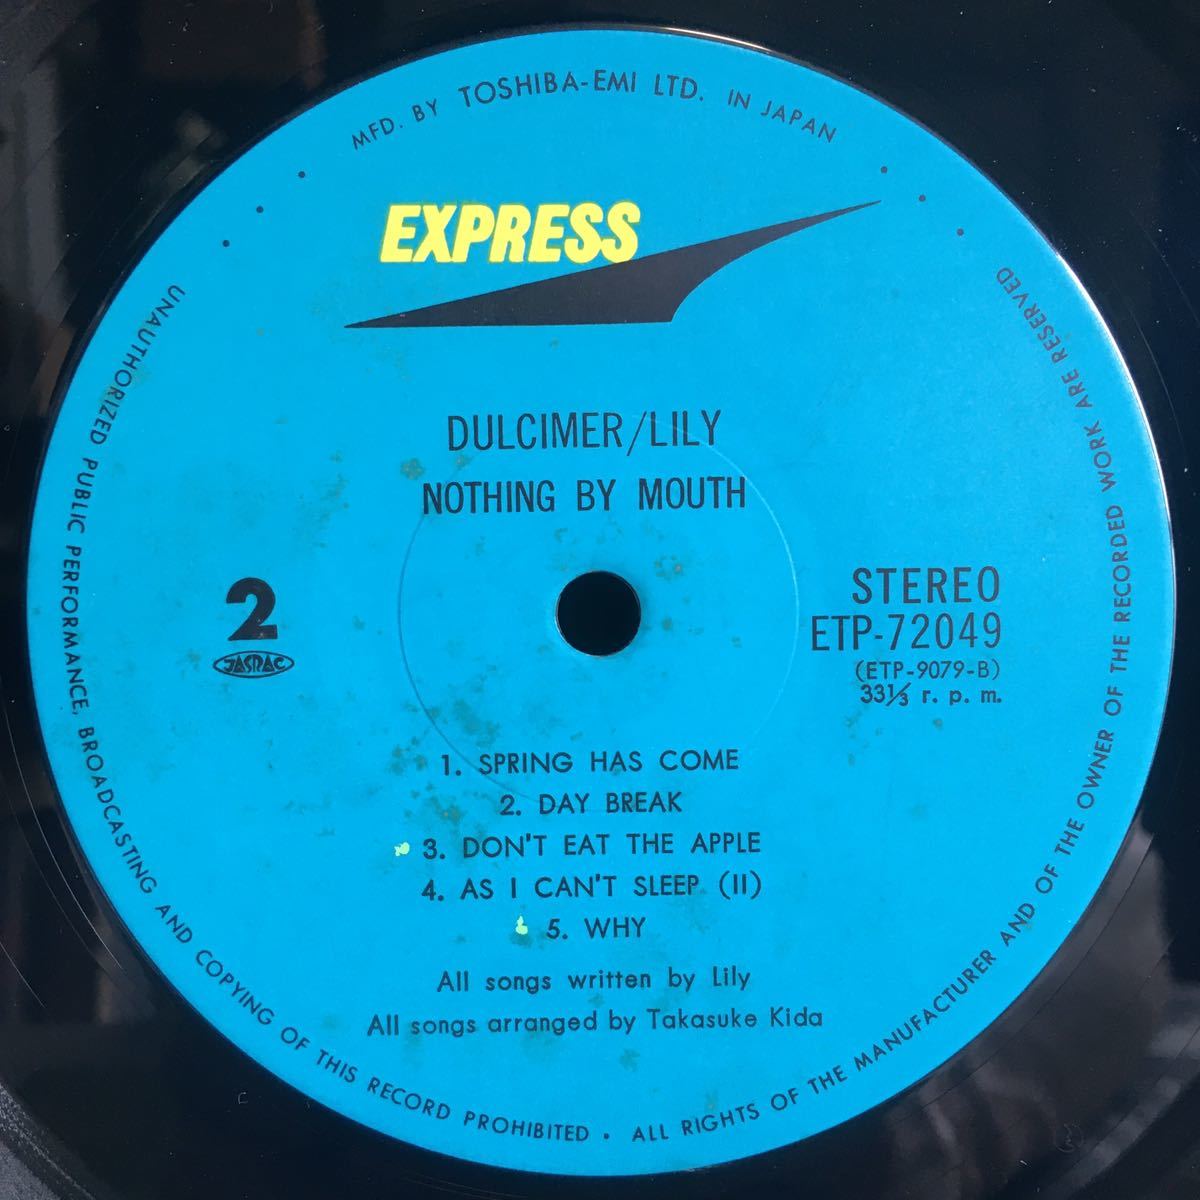 MFD. BY TOSHIBA-EMI LTD. IN JAPAN
EXPRESS
DULCIMER/LILY
NOTHING BY MOUTH
2
JASRAC
STEREO
ETP-72049
(ETP-9079-B)
33⅓ r. p. m.
1. SPRING HAS COME
2. DAY BREAK
3. DON'T EAT THE APPLE
4. AS I CAN'T SLEEP (II)
5. WHY
All songs written by Lily
All songs arranged by Takasuke Kida
UNAUTHORIZED PUBLIC PERFORMANCE, BROADCASTING AND COPYING OF THIS RECORD PROHIBITED • ALL RIGHTS OF THE MANUFACTURER AND OF THE OWNER OF THE RECORDED WORK ARE RESERVED